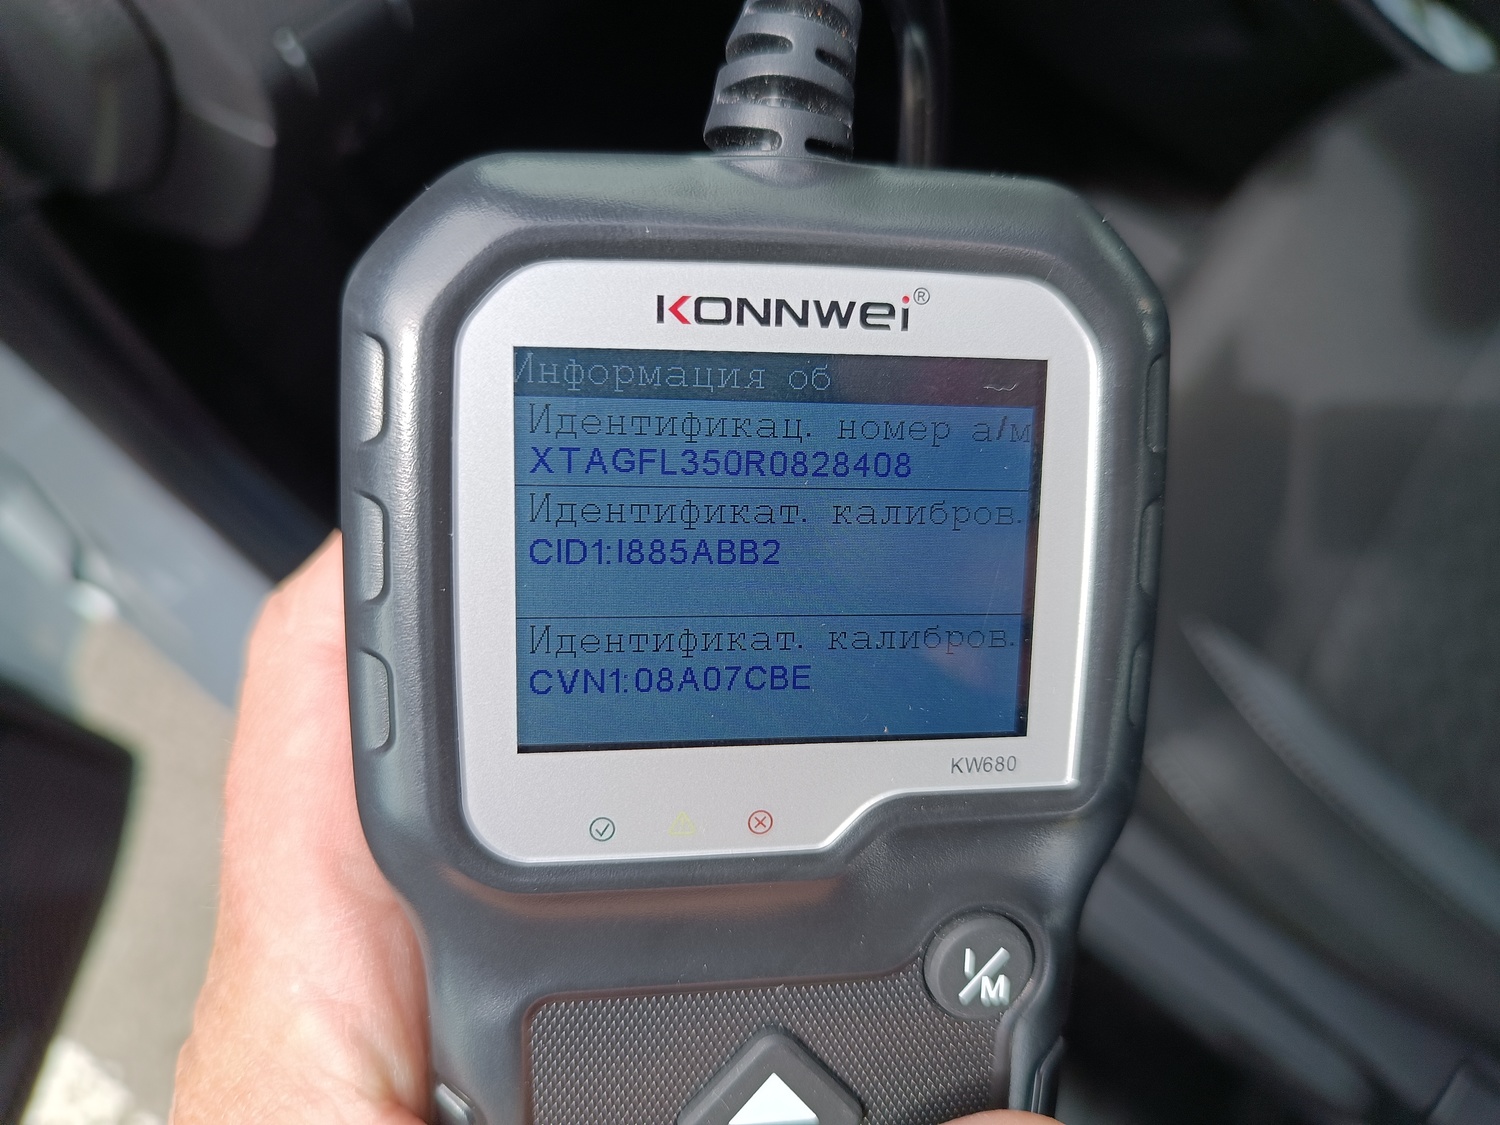 KONNWEI®
Информация об
Идентификац. номер а/м
XTAGFL350R0828408
Идентификат. калибров.
CID1:I885ABB2
Идентификат. калибров.
CVN1:08A07CBE
KW680
I/M